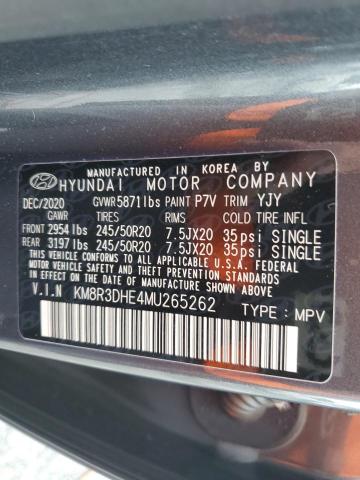 MANUFACTURED IN KOREA BY
HYUNDAI MOTOR COMPANY
DEC/2020 GVWR 5871 lbs PAINT P7V TRIM YJY
GAWR TIRES RIMS COLD TIRE INFL
FRONT 2954 lbs 245/50R20 7.5JX20 35psi SINGLE
REAR 3197 lbs 245/50R20 7.5JX20 35psi SINGLE
THIS VEHICLE CONFORMS TO ALL APPLICABLE U.S.A. FEDERAL
MOTOR VEHICLE SAFETY, BUMPER, AND THEFT PREVENTION
STANDARDS IN EFFECT ON THE DATE OF MANUFACTURE SHOWN ABOVE.
V.I.N KM8R3DHE4MU265262 TYPE : MPV